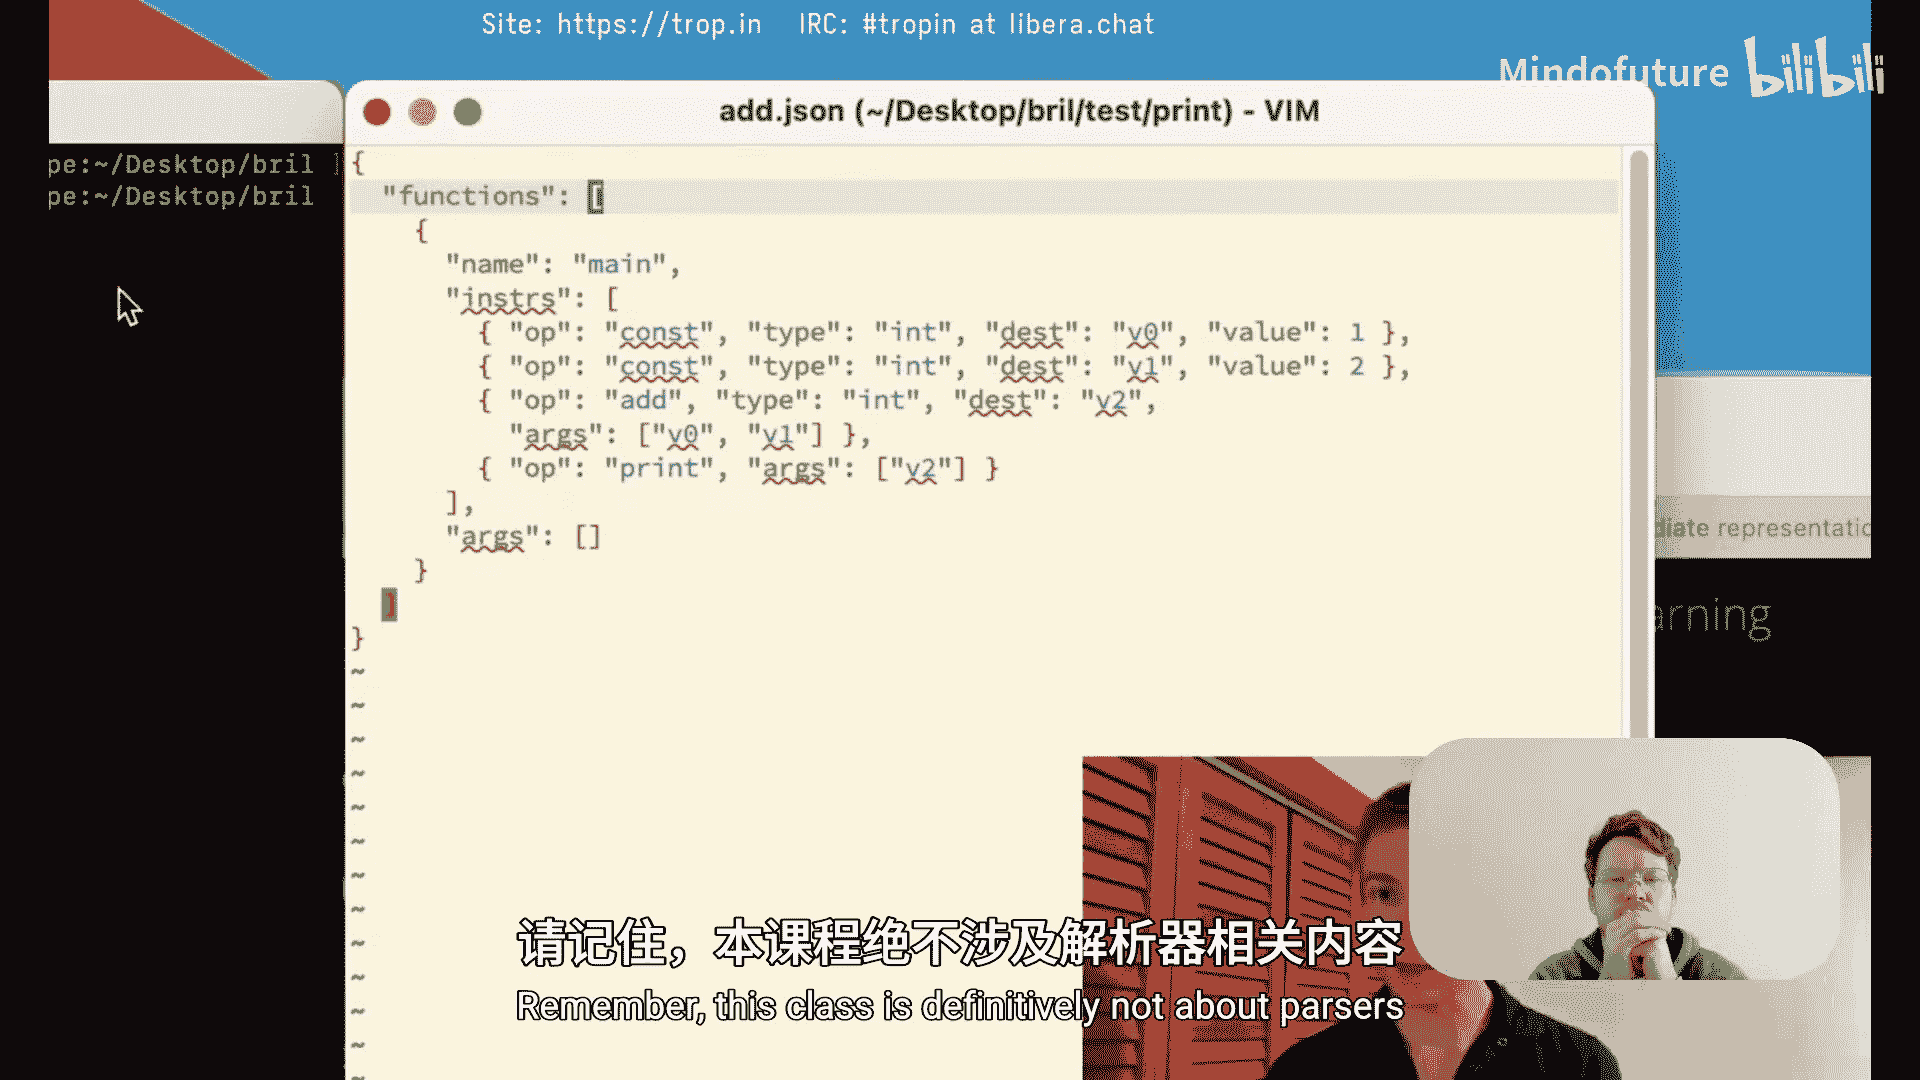 Site: https://trop.in   IRC: #tropin at libera.chat
Mindofuture bilibili
add.json (~/Desktop/bril/test/print) - VIM
pe:~/Desktop/bril ]
pe:~/Desktop/bril
{
  "functions": [
    {
      "name": "main",
      "instrs": [
        { "op": "const", "type": "int", "dest": "v0", "value": 1 },
        { "op": "const", "type": "int", "dest": "v1", "value": 2 },
        { "op": "add", "type": "int", "dest": "v2",
          "args": ["v0", "v1"] },
        { "op": "print", "args": ["v2"] }
      ],
      "args": []
    }
  ]
}
~
~
~
~
~
~
~
~
~
~
~
~
~
diate representatio
arning
请记住，本课程绝不涉及解析器相关内容
Remember, this class is definitively not about parsers